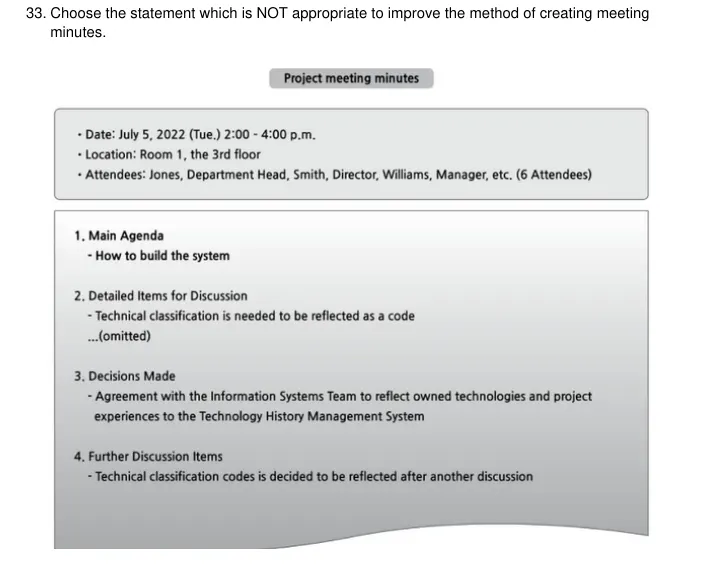 33. Choose the statement which is NOT appropriate to improve the method of creating meeting
minutes.
Project meeting minutes
· Date: July 5, 2022 (Tue.) 2:00 - 4:00 p.m.
· Location: Room 1, the 3rd floor
· Attendees: Jones, Department Head, Smith, Director, Williams, Manager, etc. (6 Attendees)
1. Main Agenda
- How to build the system
2. Detailed Items for Discussion
- Technical classification is needed to be reflected as a code
...(omitted)
3. Decisions Made
- Agreement with the Information Systems Team to reflect owned technologies and project
experiences to the Technology History Management System
4. Further Discussion Items
- Technical classification codes is decided to be reflected after another discussion